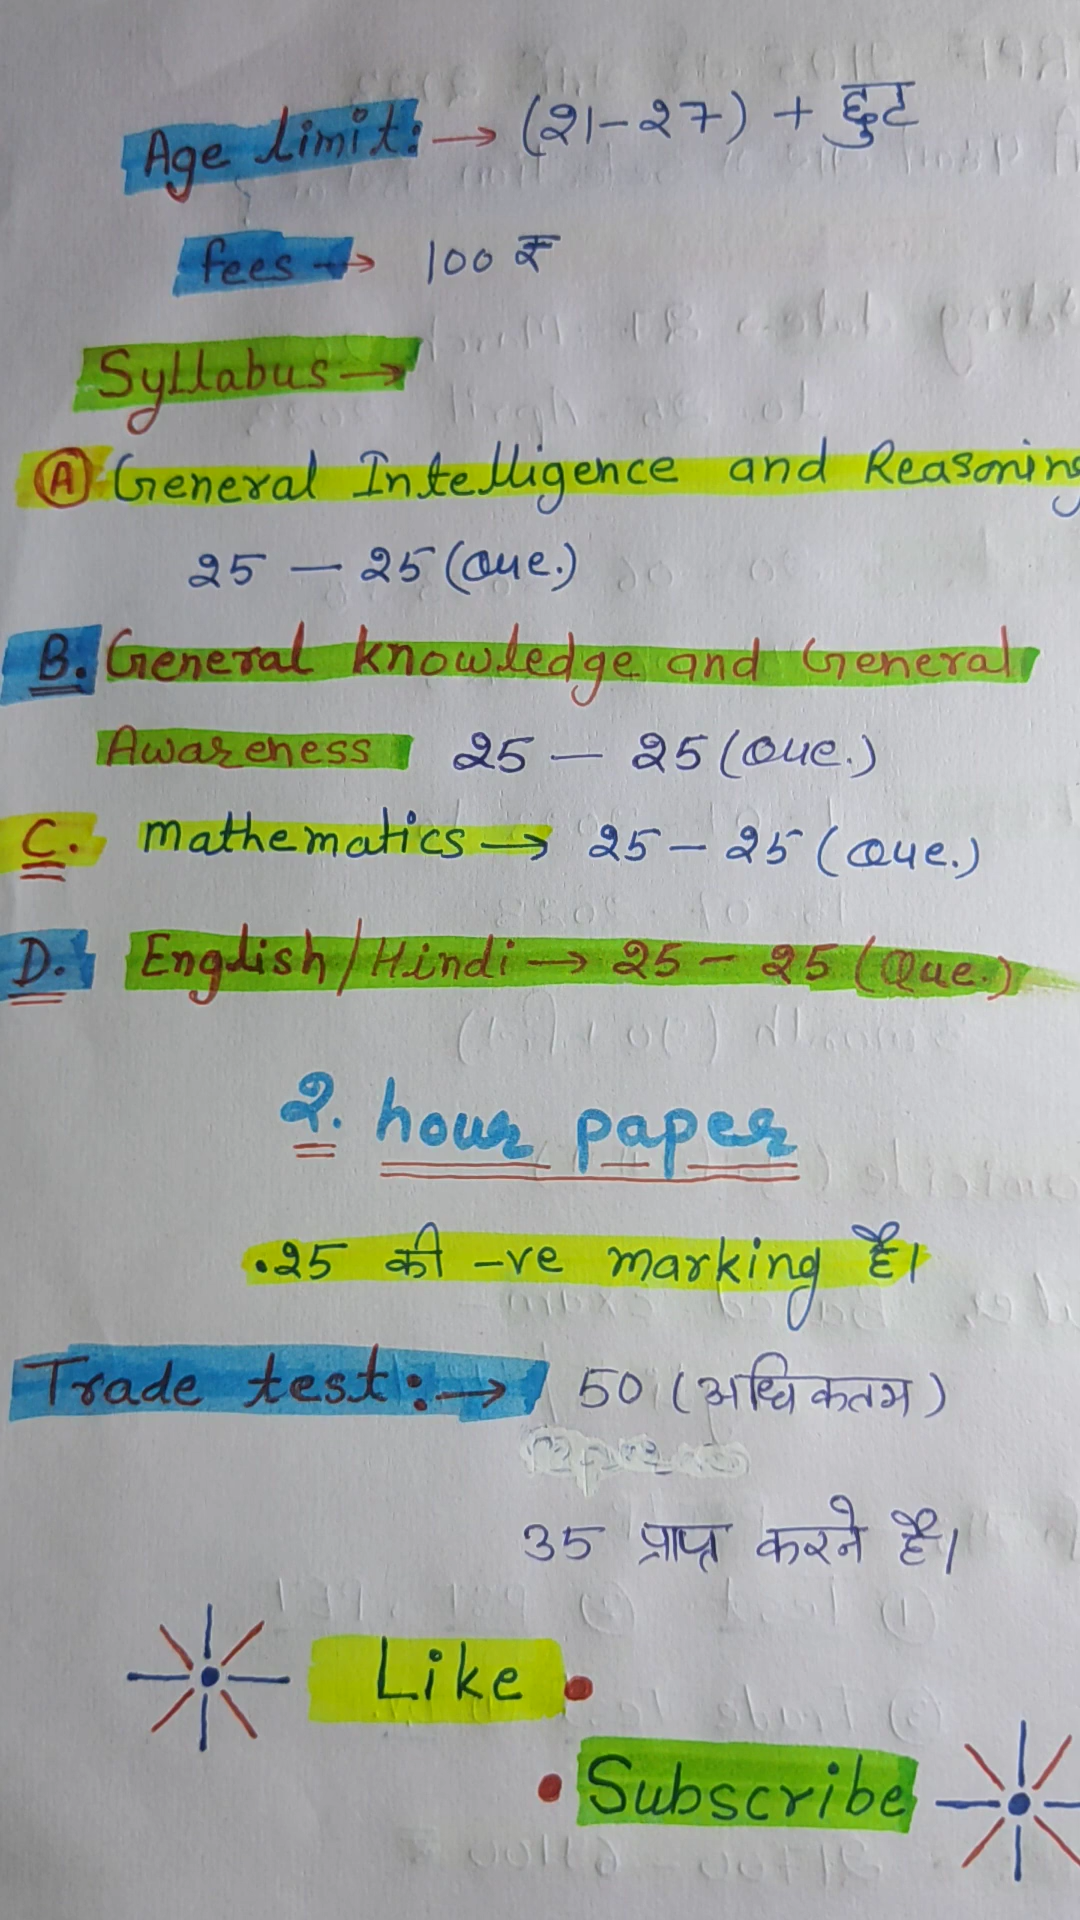 Age limit:→ (21-27) + छुट
fees → 100 ₹
Syllabus →
Ⓐ General Intelligence and Reasoning
25 — 25 (Que.)
B. General knowledge and General
Awareness 25 — 25 (Que.)
C. mathematics → 25 - 25 (Que.)
D. English/Hindi → 25 - 25 (Que.)
2. hour paper
.25 की -ve marking है।
Trade test:→ 50 (अधिकतम)
35 प्राप्त करने है।
Like
Subscribe